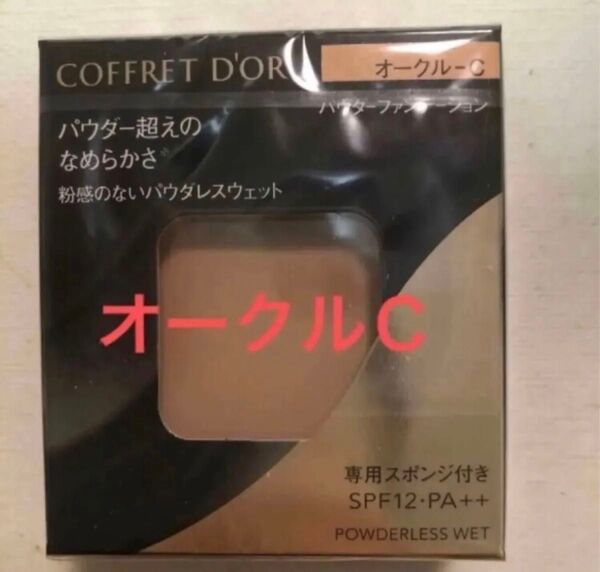 COFFRET D'OR
オークル-C
パウダーファンデーション
パウダー超えの
なめらかさ※
粉感のないパウダレスウェット
オークルC
専用スポンジ付き
SPF12・PA++
POWDERLESS WET